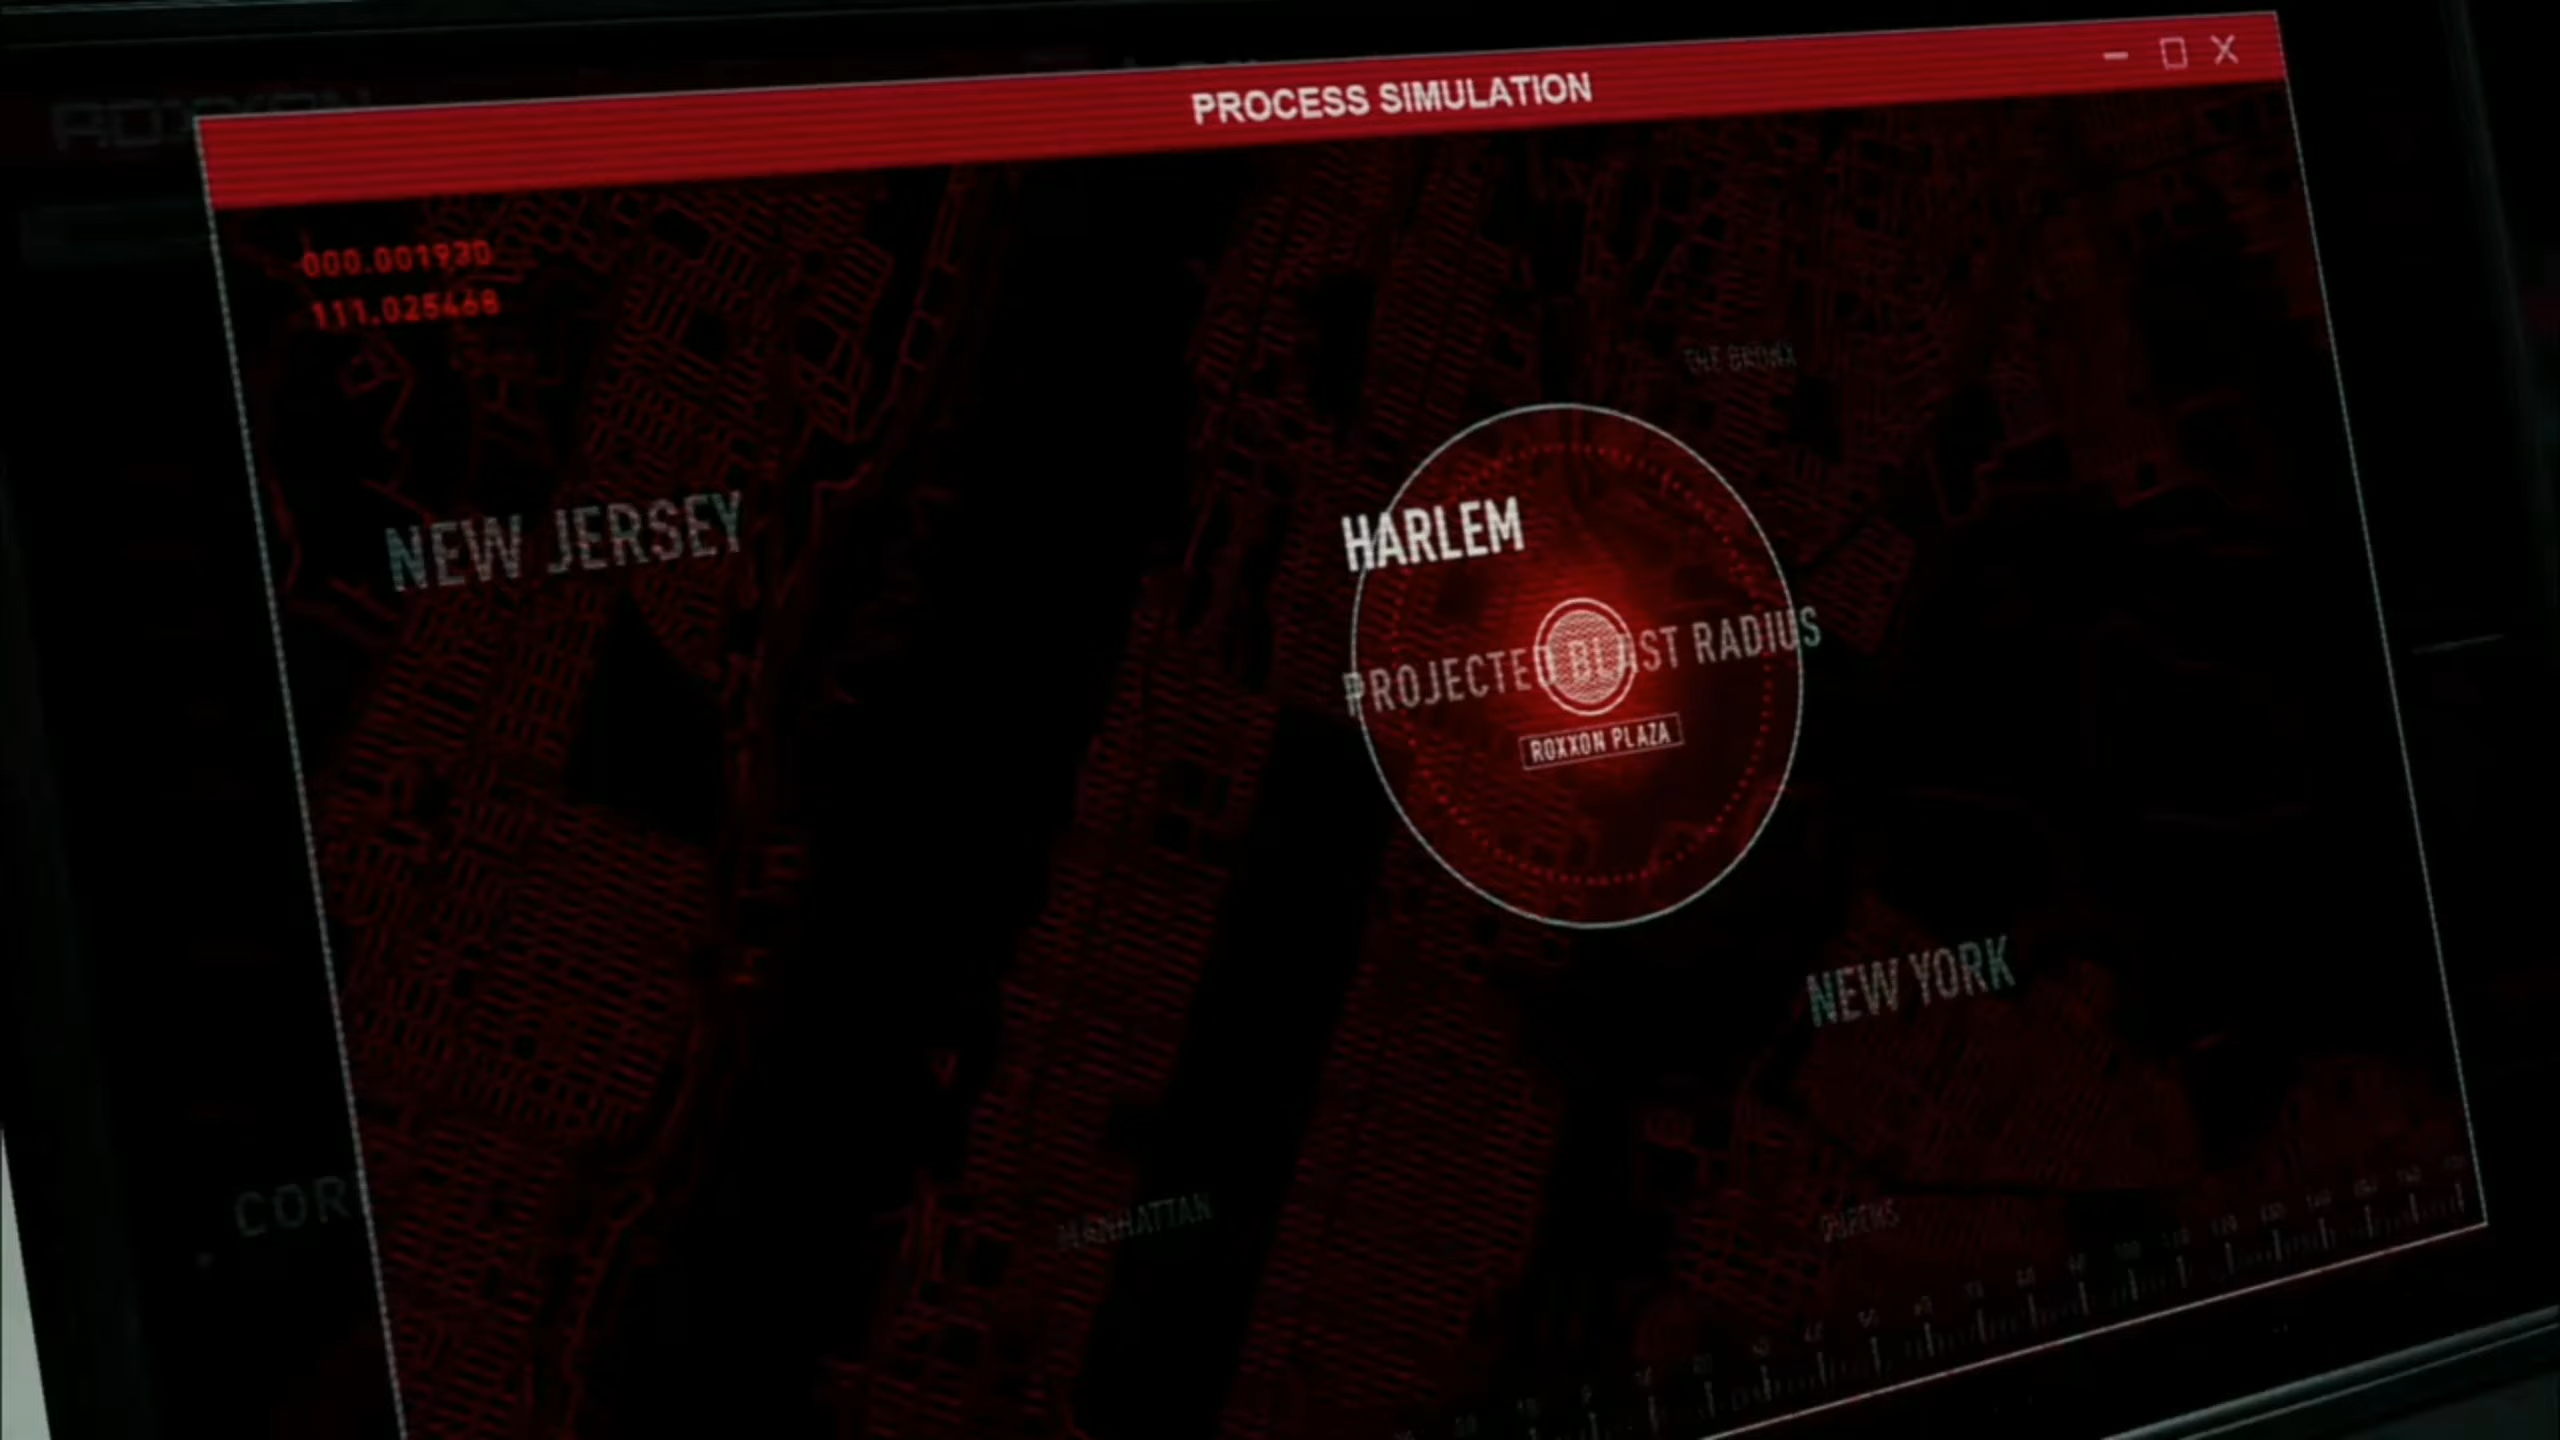 PROCESS SIMULATION
000.001930
111.025468
THE BRONX
NEW JERSEY
HARLEM
PROJECTED BLAST RADIUS
ROXXON PLAZA
NEW YORK
MANHATTAN
QUEENS